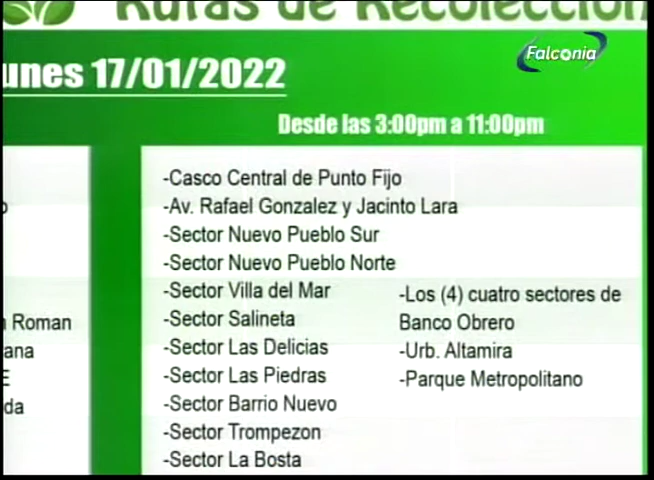 Rutas de Recolección
unes 17/01/2022
Falconia
Desde las 3:00pm a 11:00pm
-Casco Central de Punto Fijo
-Av. Rafael Gonzalez y Jacinto Lara
-Sector Nuevo Pueblo Sur
-Sector Nuevo Pueblo Norte
-Sector Villa del Mar
-Sector Salineta
-Sector Las Delicias
-Sector Las Piedras
-Sector Barrio Nuevo
-Sector Trompezon
-Sector La Bosta
-Los (4) cuatro sectores de
Banco Obrero
-Urb. Altamira
-Parque Metropolitano
Roman
ana
E
da